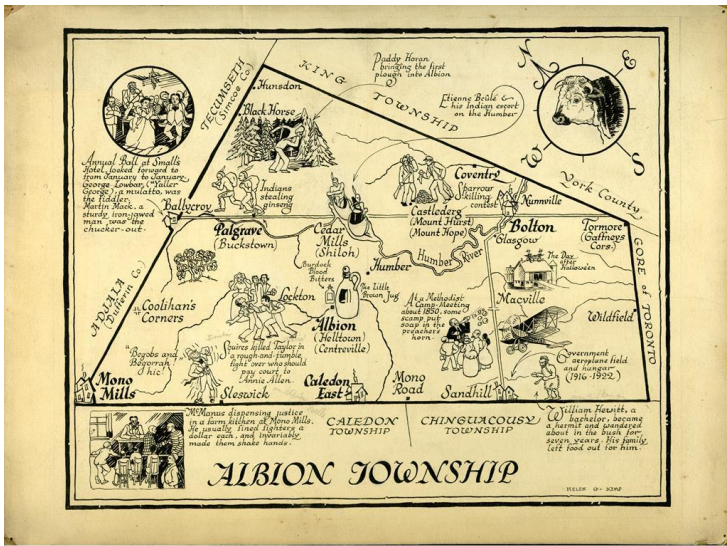 TECUMSETH
(Simcoe Co.)
KING
TOWNSHIP
Paddy Horan
bringing the first
plough into Albion
Etienne Brûlé &
his Indian escort
on the Humber
N
E
W
S
York County
GORE of TORONTO
ADJALA
(Dufferin Co.)
Annual Ball at Small's
Hotel, looked forward to
from January to January.
George Lowbar, ("Yaller
George"), a mulatto, was
the fiddler.
Martin Mack, a
sturdy, iron-jawed
man was the
chucker-out.
Hunsdon
Black Horse
Indians
stealing
ginseng
Ballycroy
Palgrave
(Buckstown)
Cedar
Mills
(Shiloh)
Coventry
Sparrow
killing
contest
Castlederg
(Mount Hurst)
(Mount Hope)
Nunnville
Bolton
Glasgow
Tormore
(Gaffneys
Cors.)
Humber
River
Humber
The Day
after
Halloween
Burdock
Blood
Bitters
The Little
Brown Jug
Lockton
Coolihan's
Corners
Albion
(Helltown)
(Centreville)
At a Methodist
Camp-Meeting
about 1850, some
scamp put
soap in the
preacher's
horn.
Macville
Wildfield
Government
aeroplane field
and hungar
(1916-1922)
"Begobs and
Begorrah
hic!
Squires killed Taylor in
a rough-and-tumble
fight over who should
pay court to
Annie Allen.
Mono
Mills
Sleswick
Caledon
East
Mono
Road
Sandhill
McManus dispensing justice
in a farm kitchen at Mono Mills.
He usually fined fighters a
dollar each, and invariably
made them shake hands.
CALEDON
TOWNSHIP
CHINGUACOUSY
TOWNSHIP
William Hewitt, a
bachelor, became
a hermit and wandered
about in the bush for
seven years. His family
left food out for him.
ALBION TOWNSHIP